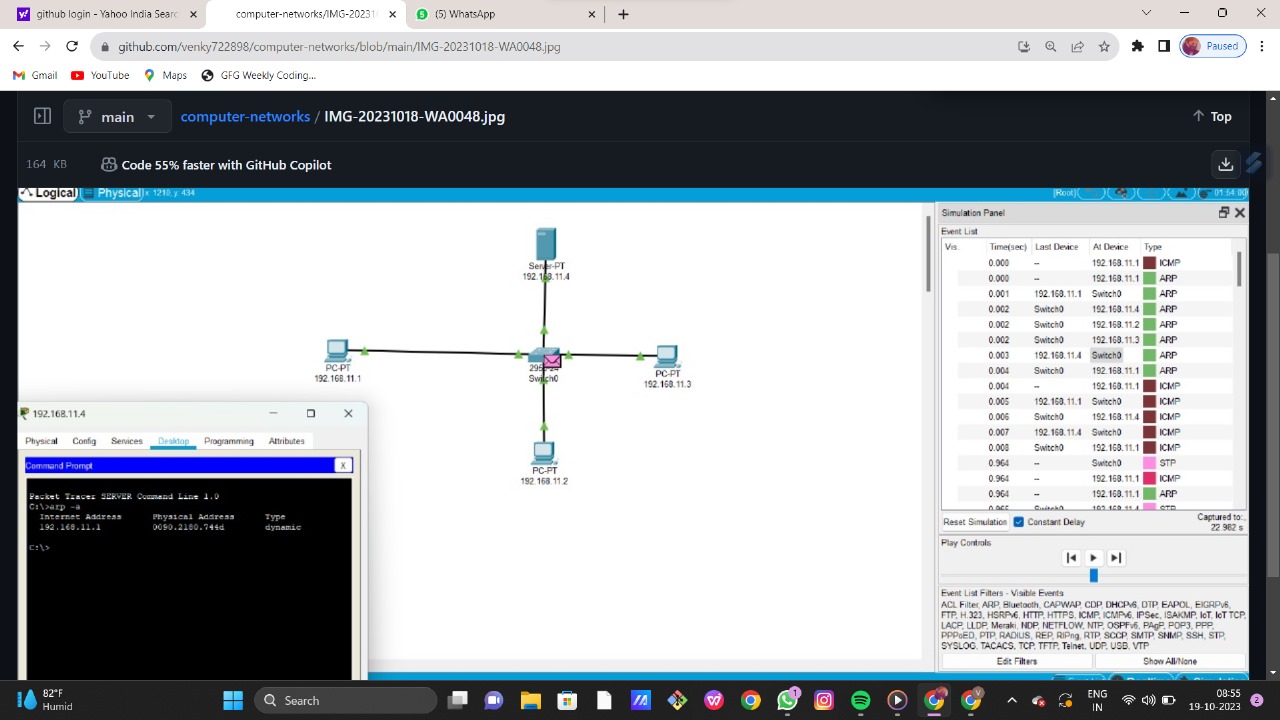 github login - Yahoo India Searc
computer-networks/IMG-20231018
(5) WhatsApp
github.com/venky722898/computer-networks/blob/main/IMG-20231018-WA0048.jpg
Paused
Gmail
YouTube
Maps
GFG Weekly Coding...
main
computer-networks / IMG-20231018-WA0048.jpg
Top
164 KB
Code 55% faster with GitHub Copilot
Logical
Physical
x: 1210, y: 434
[Root]
01:54:00
Server-PT
192.168.11.4
PC-PT
192.168.11.1
Switch0
PC-PT
192.168.11.3
PC-PT
192.168.11.2
192.168.11.4
Physical Config Services Desktop Programming Attributes
Command Prompt
X
Packet Tracer SERVER Command Line 1.0
C:\>arp -a
Internet Address Physical Address Type
192.168.11.1 0090.2180.744d dynamic
C:\>
Simulation Panel
Event List
Vis. Time(sec) Last Device At Device Type
0.000 -- 192.168.11.1 ICMP
0.000 -- 192.168.11.1 ARP
0.001 192.168.11.1 Switch0 ARP
0.002 Switch0 192.168.11.4 ARP
0.002 Switch0 192.168.11.2 ARP
0.002 Switch0 192.168.11.3 ARP
0.003 192.168.11.4 Switch0 ARP
0.004 Switch0 192.168.11.1 ARP
0.004 -- 192.168.11.1 ICMP
0.005 192.168.11.1 Switch0 ICMP
0.006 Switch0 192.168.11.4 ICMP
0.007 192.168.11.4 Switch0 ICMP
0.008 Switch0 192.168.11.1 ICMP
0.964 -- Switch0 STP
0.964 -- 192.168.11.1 ICMP
0.964 -- 192.168.11.1 ARP
0.965 Switch0 192.168.11.4 STP
Reset Simulation
Constant Delay
Captured to:
22.982 s
Play Controls
Event List Filters - Visible Events
ACL Filter, ARP, Bluetooth, CAPWAP, CDP, DHCPv6, DTP, EAPOL, EIGRPv6,
FTP, H.323, HSRPv6, HTTP, HTTPS, ICMP, ICMPv6, IPSec, ISAKMP, IoT, IoT TCP,
LACP, LLDP, Meraki, NDP, NETFLOW, NTP, OSPFv6, PAgP, POP3, PPP,
PPPoED, PTP, RADIUS, REP, RIPng, RTP, SCCP, SMTP, SNMP, SSH, STP,
SYSLOG, TACACS, TCP, TFTP, Telnet, UDP, USB, VTP
Edit Filters
Show All/None
82°F
Humid
Search
1
ENG
IN
08:55
19-10-2023
2